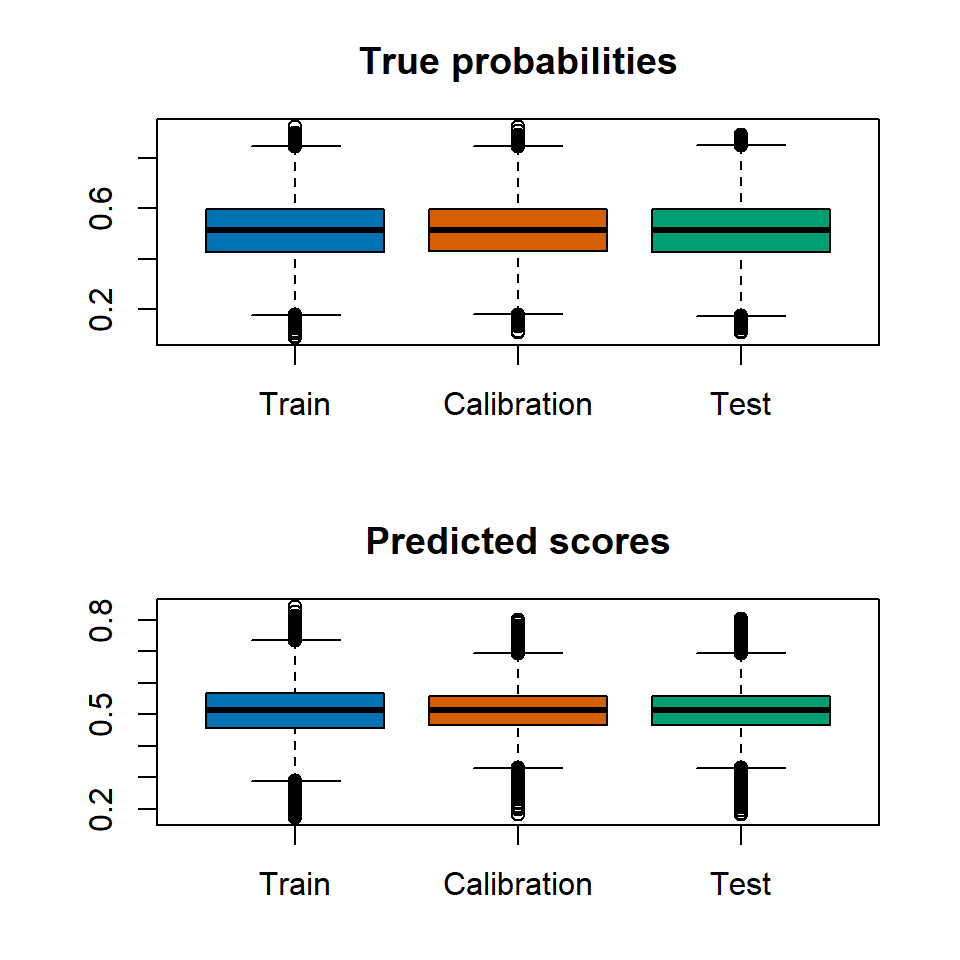 True probabilities
0.6
0.2
Train Calibration Test
Predicted scores
0.8
0.5
0.2
Train Calibration Test